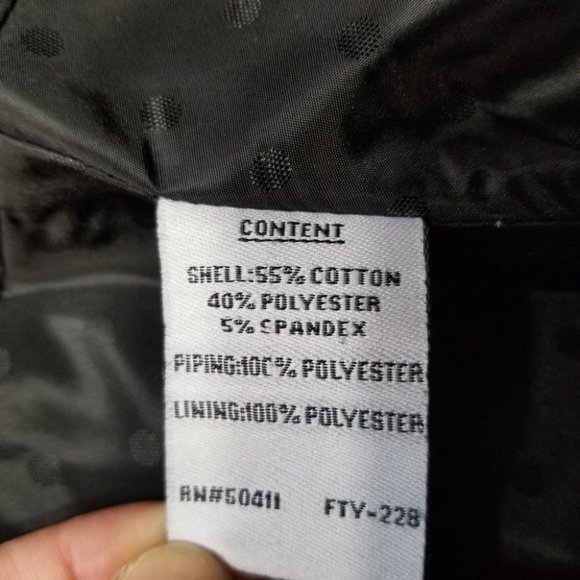 CONTENT
SHELL:55% COTTON
40% POLYESTER
5% SPANDEX
PIPING:100% POLYESTER
LINING:100% POLYESTER
RN#50411 FTY-228